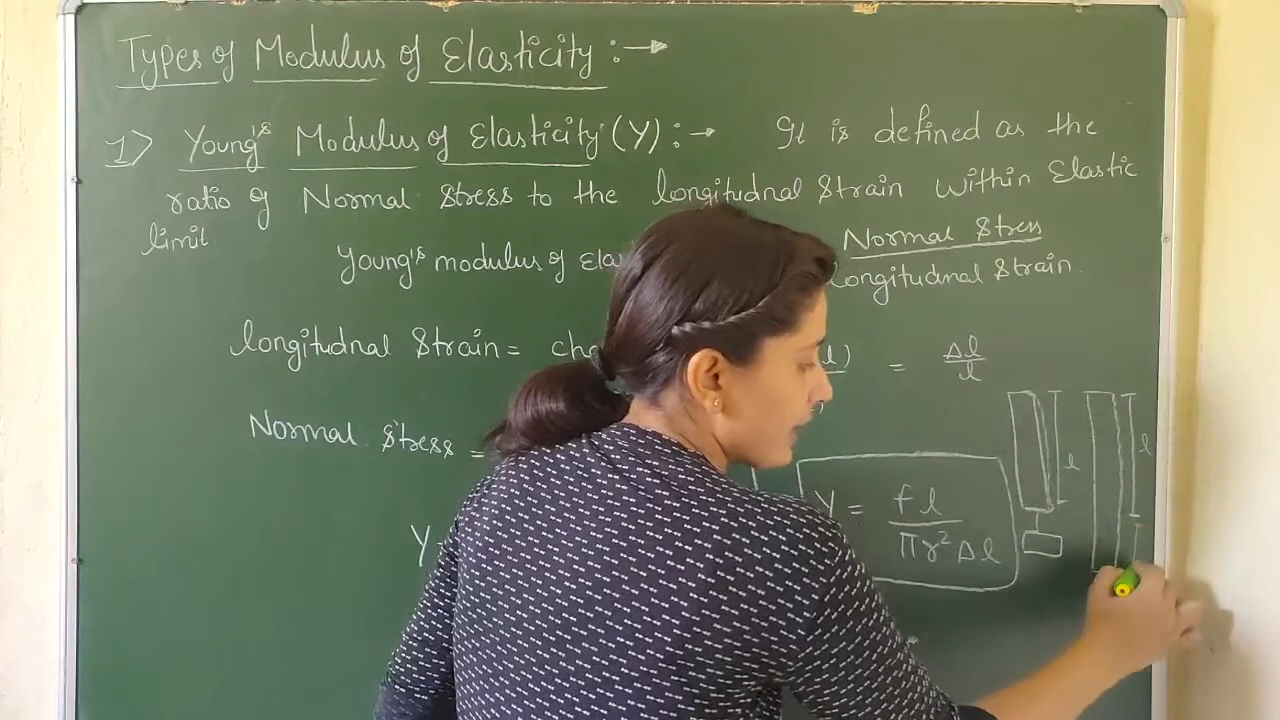 Types of Modulus of Elasticity :→
1> Young's Modulus of Elasticity (Y) :→ It is defined as the
ratio of Normal Stress to the longitudnal Strain within Elastic
limit
Young's modulus of Ela Normal Stress
longitudnal Strain.
longitudnal Strain = cha l) = Δl/l
Normal Stress =
Y =
Y = fl/πr²Δl
l
l